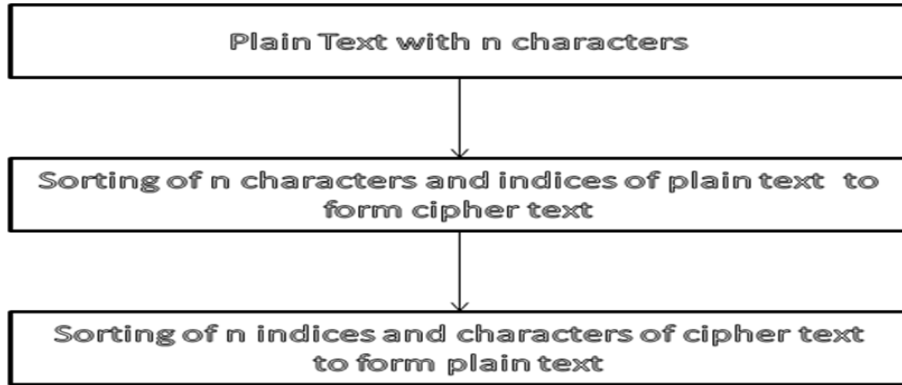 Plain Text with n characters
Sorting of n characters and indices of plain text to
form cipher text
Sorting of n indices and characters of cipher text
to form plain text